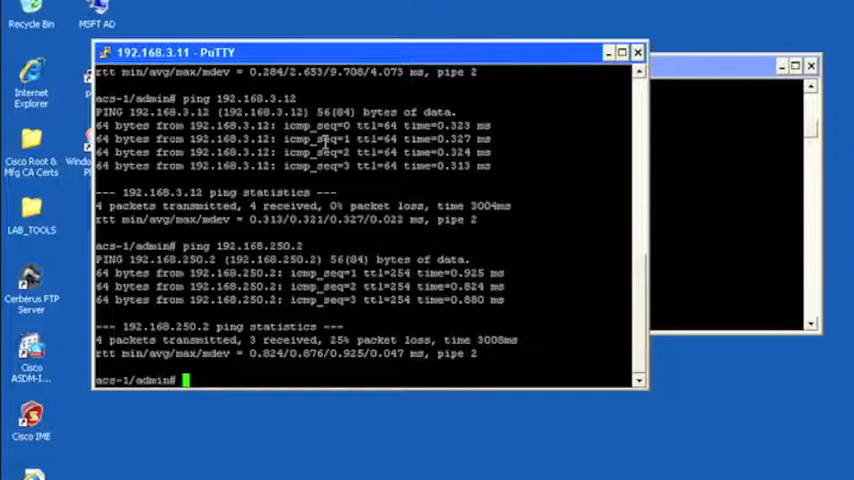 Recycle Bin
MSFT AD
Internet
Explorer
Cisco Root &
Mfg CA Certs
LAB_TOOLS
Cerberus FTP
Server
Cisco
ASDM-I...
Cisco IME
192.168.3.11 - PuTTY
rtt min/avg/max/mdev = 0.284/2.653/9.708/4.073 ms, pipe 2
acs-1/admin# ping 192.168.3.12
PING 192.168.3.12 (192.168.3.12) 56(84) bytes of data.
64 bytes from 192.168.3.12: icmp_seq=0 ttl=64 time=0.323 ms
64 bytes from 192.168.3.12: icmp_seq=1 ttl=64 time=0.327 ms
64 bytes from 192.168.3.12: icmp_seq=2 ttl=64 time=0.324 ms
64 bytes from 192.168.3.12: icmp_seq=3 ttl=64 time=0.313 ms
--- 192.168.3.12 ping statistics ---
4 packets transmitted, 4 received, 0% packet loss, time 3004ms
rtt min/avg/max/mdev = 0.313/0.321/0.327/0.022 ms, pipe 2
acs-1/admin# ping 192.168.250.2
PING 192.168.250.2 (192.168.250.2) 56(84) bytes of data.
64 bytes from 192.168.250.2: icmp_seq=1 ttl=254 time=0.925 ms
64 bytes from 192.168.250.2: icmp_seq=2 ttl=254 time=0.824 ms
64 bytes from 192.168.250.2: icmp_seq=3 ttl=254 time=0.880 ms
--- 192.168.250.2 ping statistics ---
4 packets transmitted, 3 received, 25% packet loss, time 3008ms
rtt min/avg/max/mdev = 0.824/0.876/0.925/0.047 ms, pipe 2
acs-1/admin#